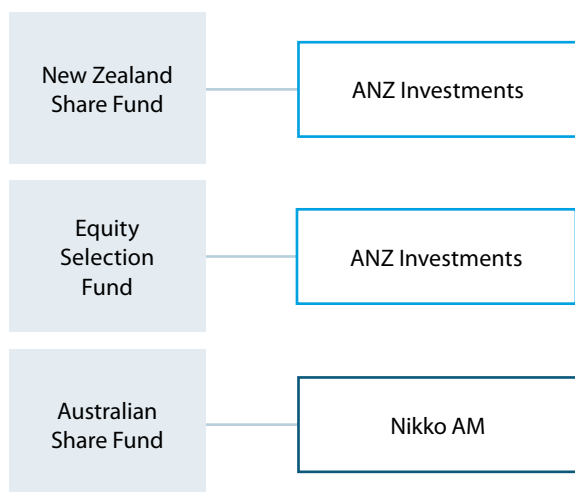 New Zealand
Share Fund
ANZ Investments
Equity
Selection
Fund
ANZ Investments
Australian
Share Fund
Nikko AM